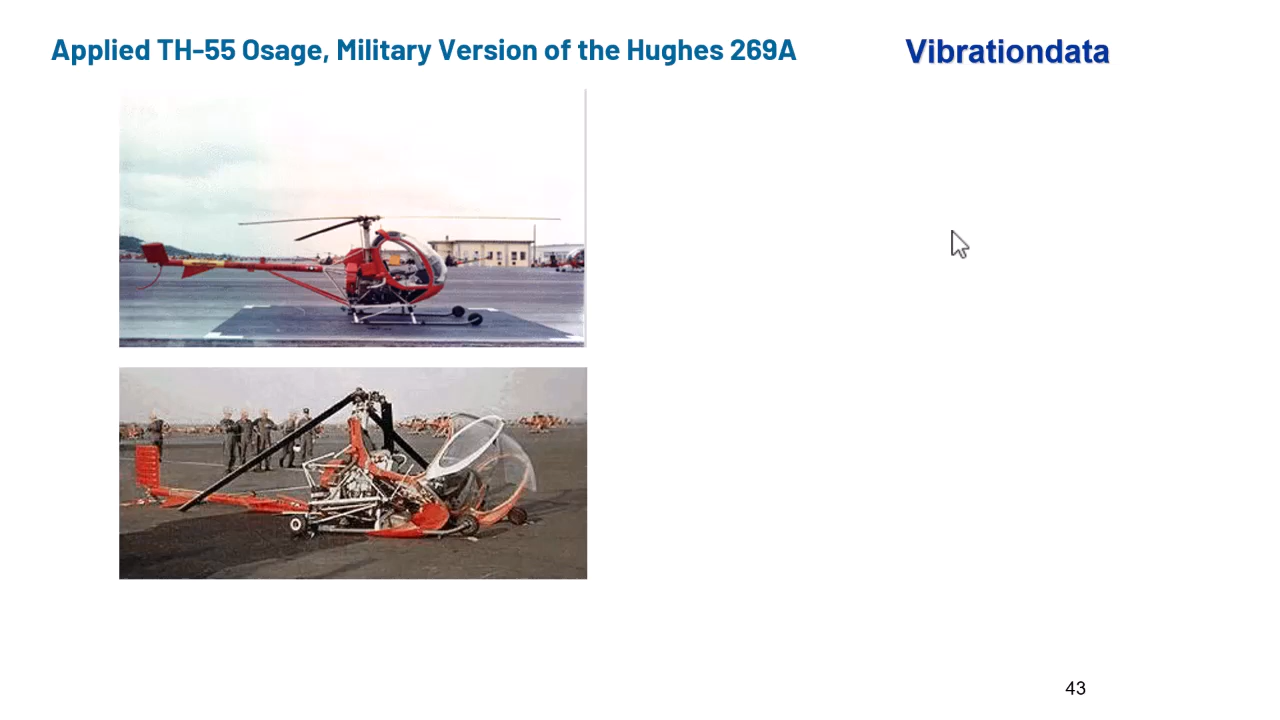 Applied TH-55 Osage, Military Version of the Hughes 269A
Vibrationdata
43